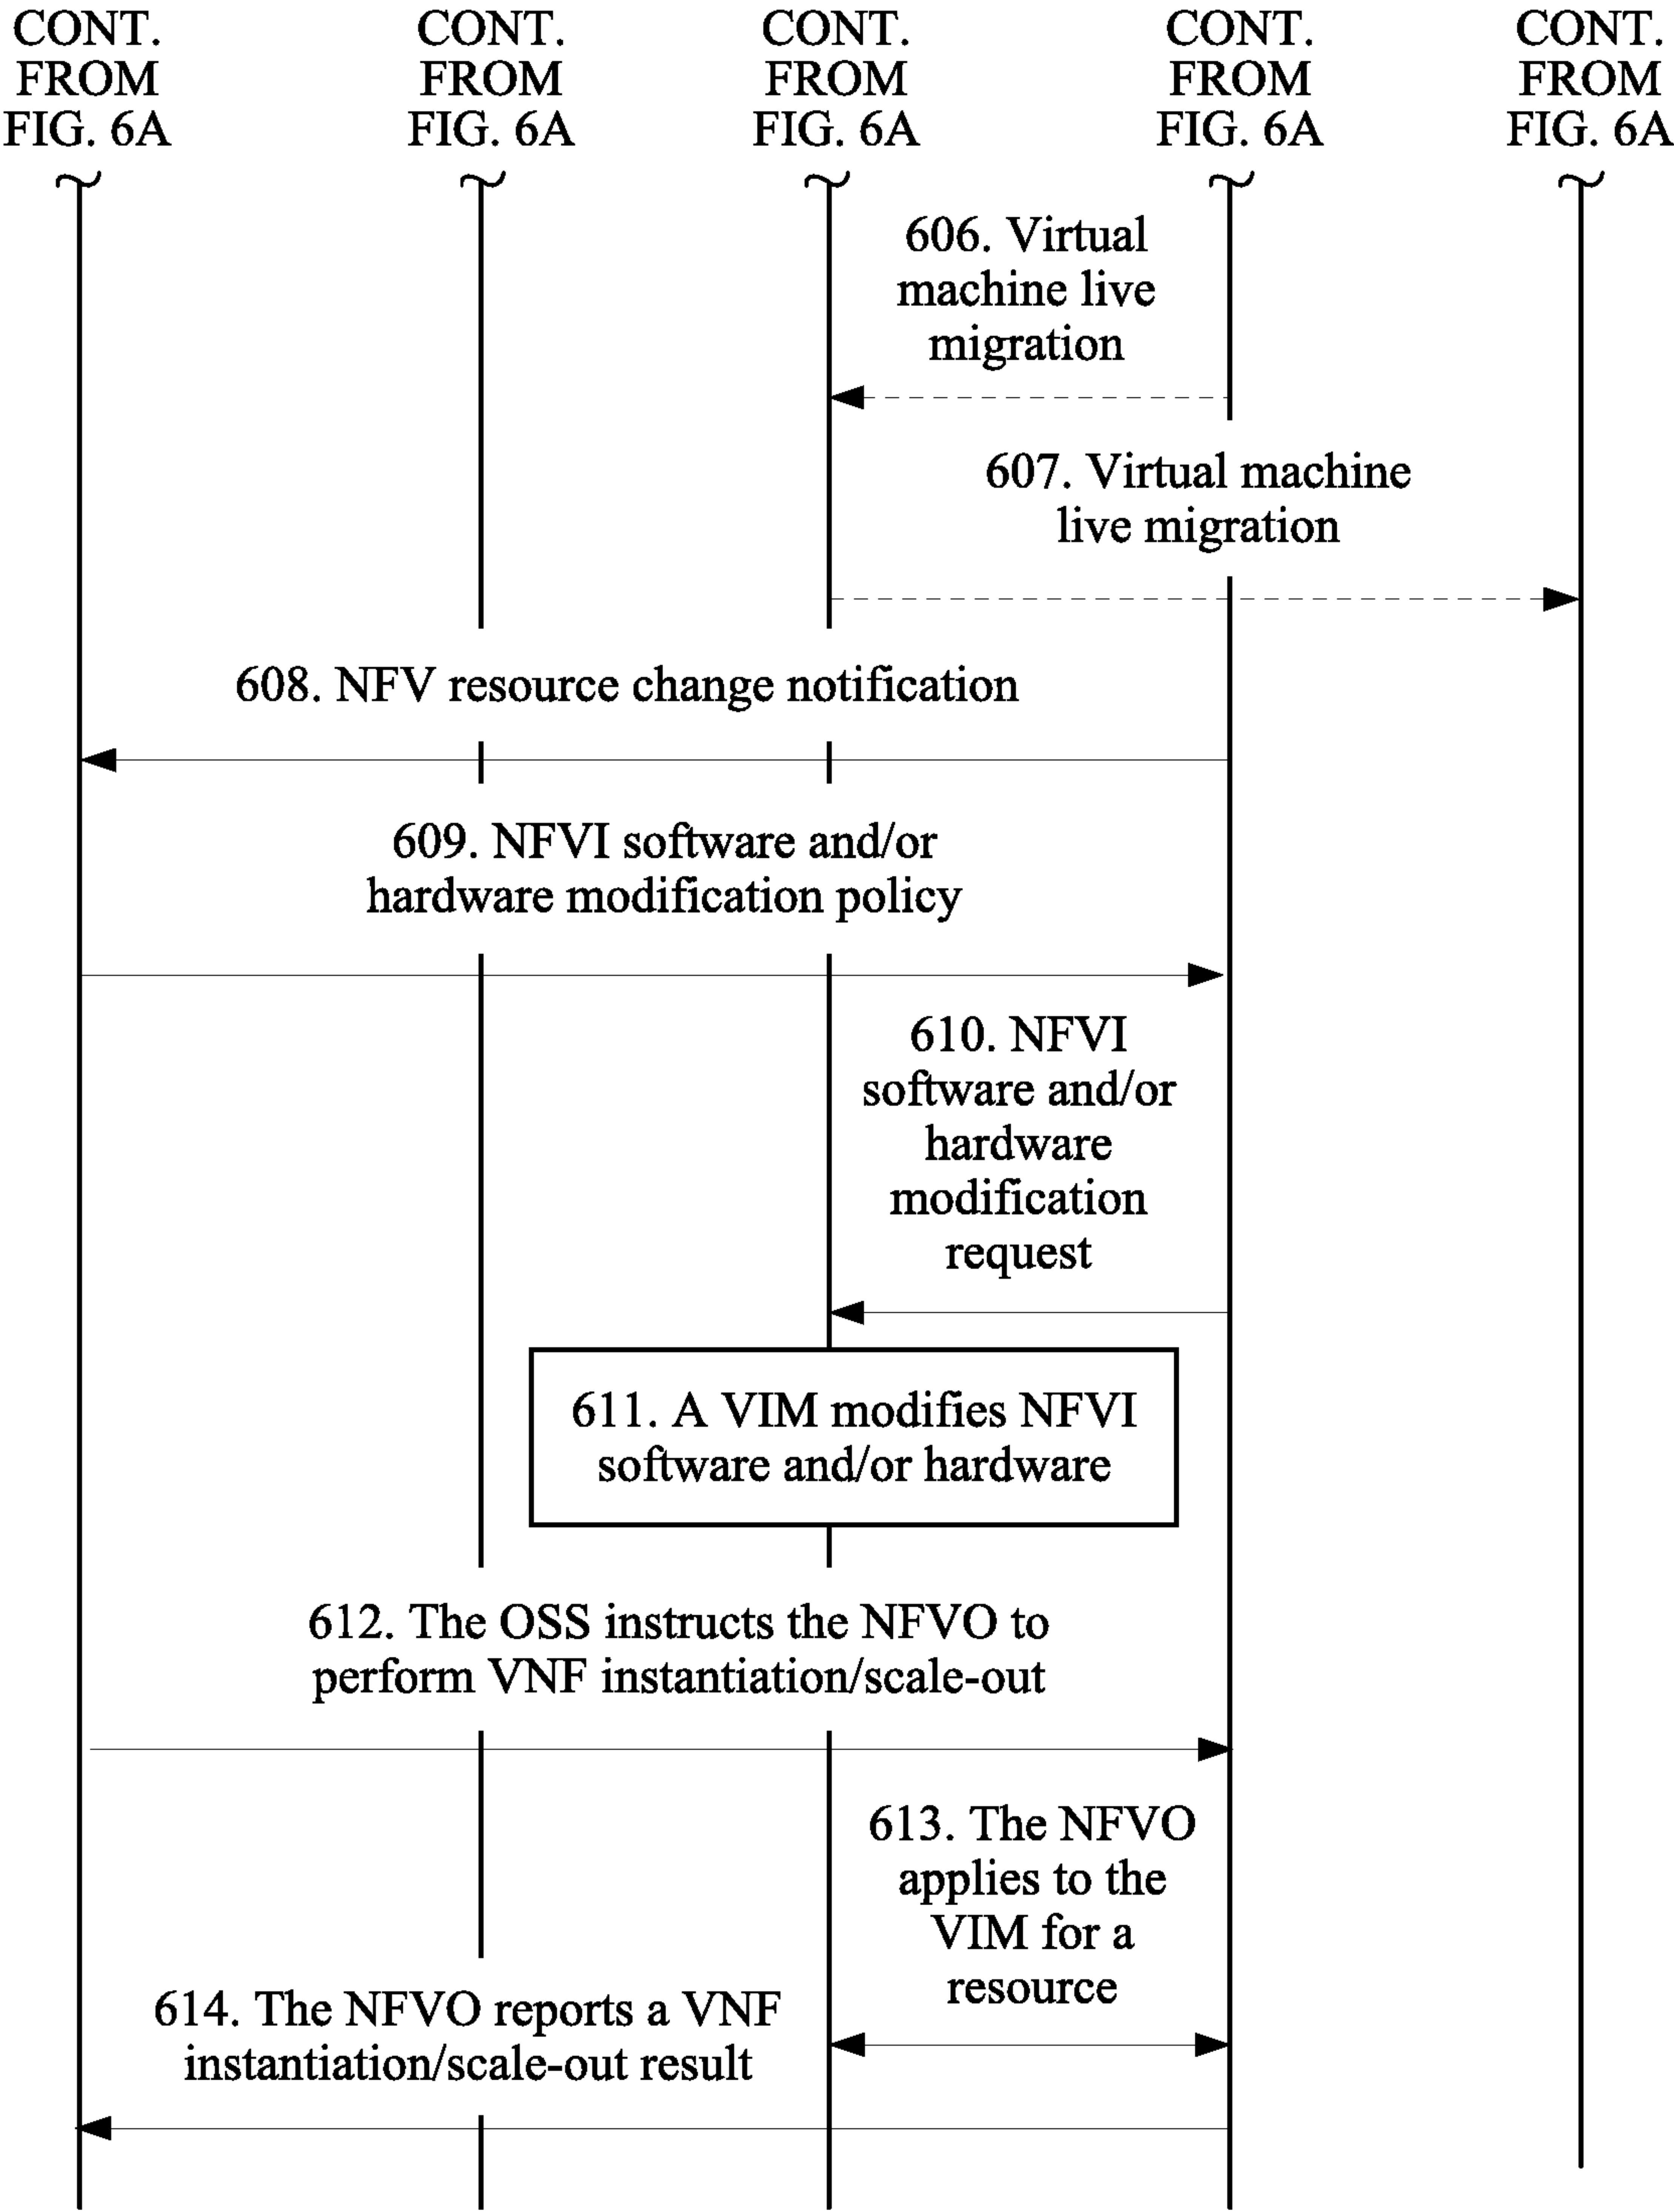 CONT.
FROM
FIG. 6A
CONT.
FROM
FIG. 6A
CONT.
FROM
FIG. 6A
CONT.
FROM
FIG. 6A
CONT.
FROM
FIG. 6A
606. Virtual
machine live
migration
607. Virtual machine
live migration
608. NFV resource change notification
609. NFVI software and/or
hardware modification policy
610. NFVI
software and/or
hardware
modification
request
611. A VIM modifies NFVI
software and/or hardware
612. The OSS instructs the NFVO to
perform VNF instantiation/scale-out
613. The NFVO
applies to the
VIM for a
resource
614. The NFVO reports a VNF
instantiation/scale-out result